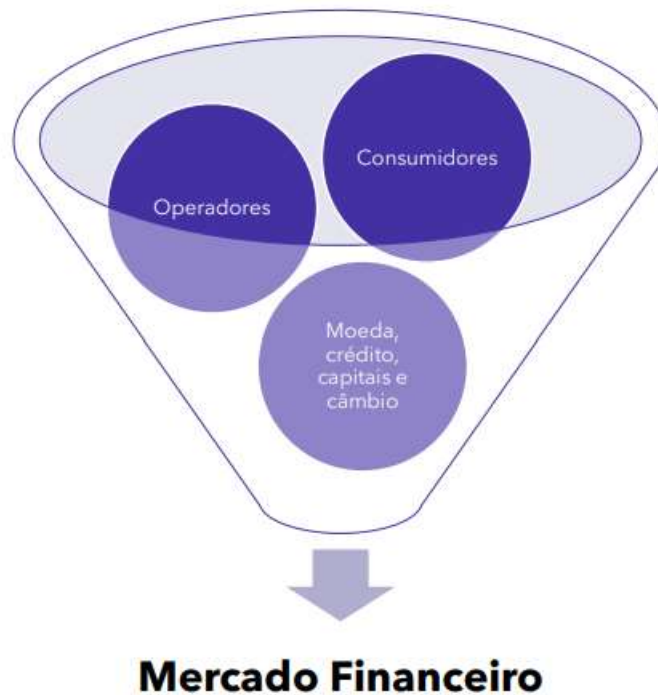 Consumidores
Operadores
Moeda,
crédito,
capitais e
câmbio
Mercado Financeiro